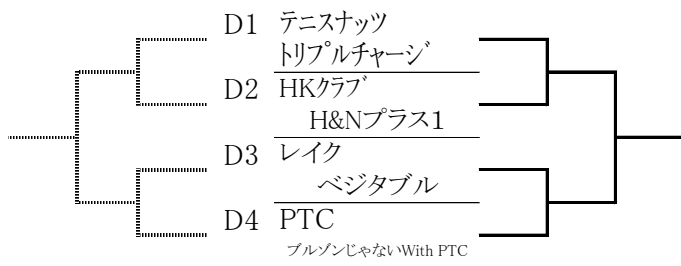 D1 テニスナッツ
トリプルチャージ
D2 HKクラブ
H&Nプラス1
D3 レイク
ベジタブル
D4 PTC
ブルゾンじゃないWith PTC